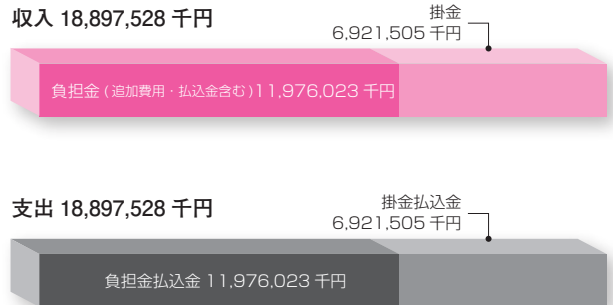 収入 18,897,528 千円
掛金
6,921,505 千円
負担金 ( 追加費用・払込金含む )11,976,023 千円
支出 18,897,528 千円
掛金払込金
6,921,505 千円
負担金払込金 11,976,023 千円